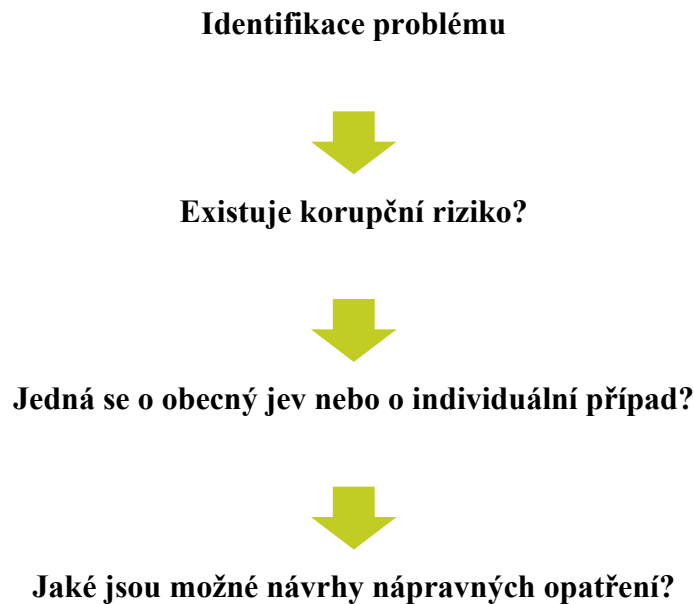 Identifikace problému
Existuje korupční riziko?
Jedná se o obecný jev nebo o individuální případ?
Jaké jsou možné návrhy nápravných opatření?